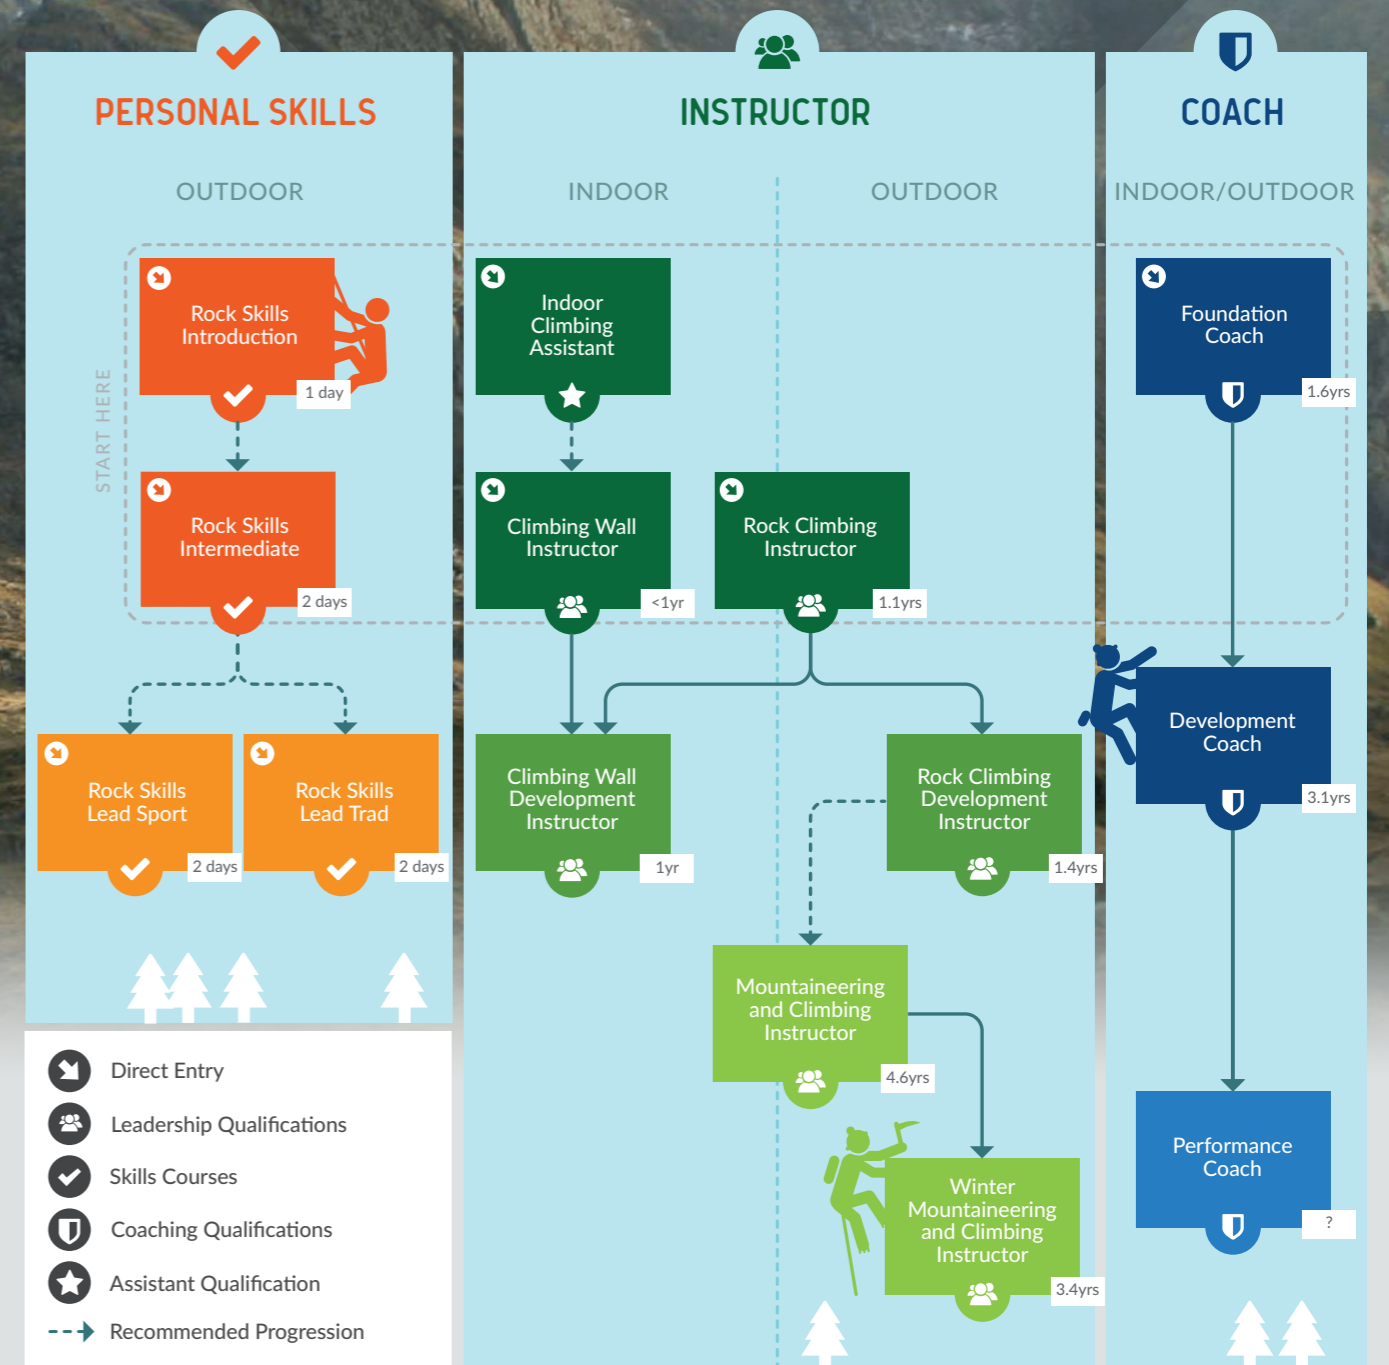 PERSONAL SKILLS
OUTDOOR
START HERE
Rock Skills
Introduction
1 day
Rock Skills
Intermediate
2 days
Rock Skills
Lead Sport
2 days
Rock Skills
Lead Trad
2 days
INSTRUCTOR
INDOOR
OUTDOOR
Indoor
Climbing
Assistant
Climbing Wall
Instructor
<1yr
Rock Climbing
Instructor
1.1yrs
Climbing Wall
Development
Instructor
1yr
Rock Climbing
Development
Instructor
1.4yrs
Mountaineering
and Climbing
Instructor
4.6yrs
Winter
Mountaineering
and Climbing
Instructor
3.4yrs
COACH
INDOOR/OUTDOOR
Foundation
Coach
1.6yrs
Development
Coach
3.1yrs
Performance
Coach
?
Direct Entry
Leadership Qualifications
Skills Courses
Coaching Qualifications
Assistant Qualification
Recommended Progression